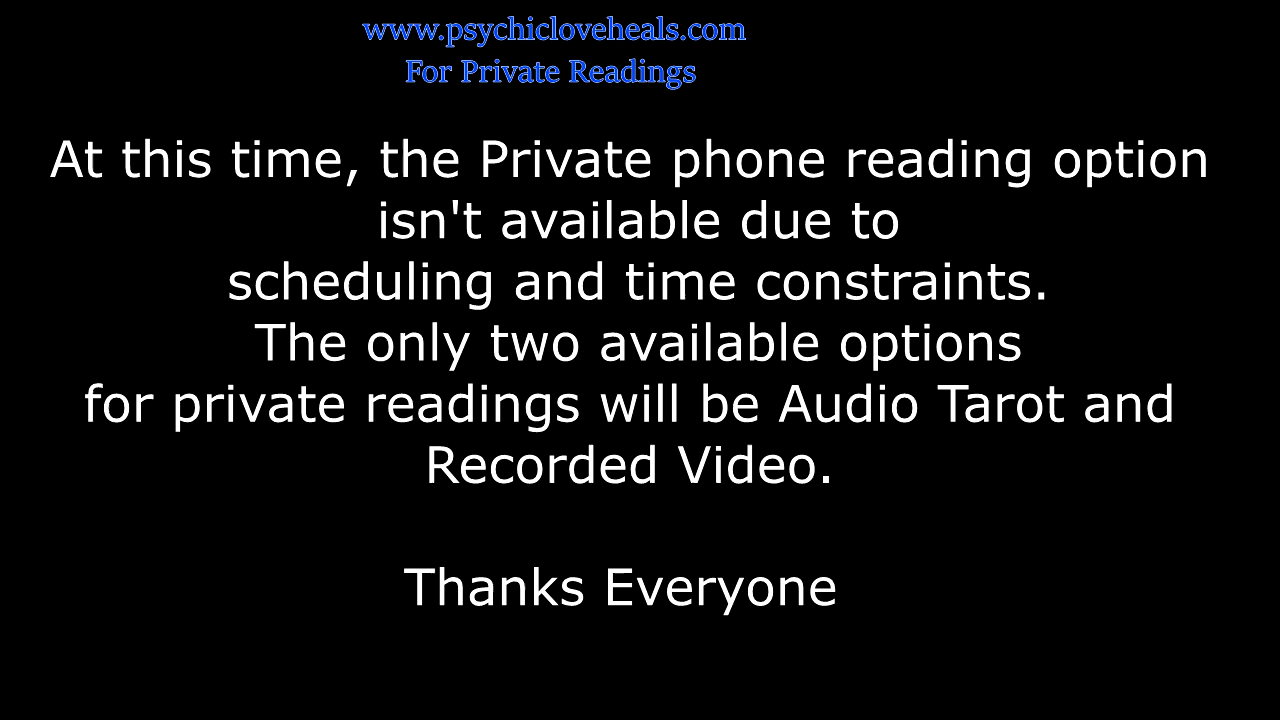 www.psychicloveheals.com
For Private Readings
At this time, the Private phone reading option
isn't available due to
scheduling and time constraints.
The only two available options
for private readings will be Audio Tarot and
Recorded Video.
Thanks Everyone